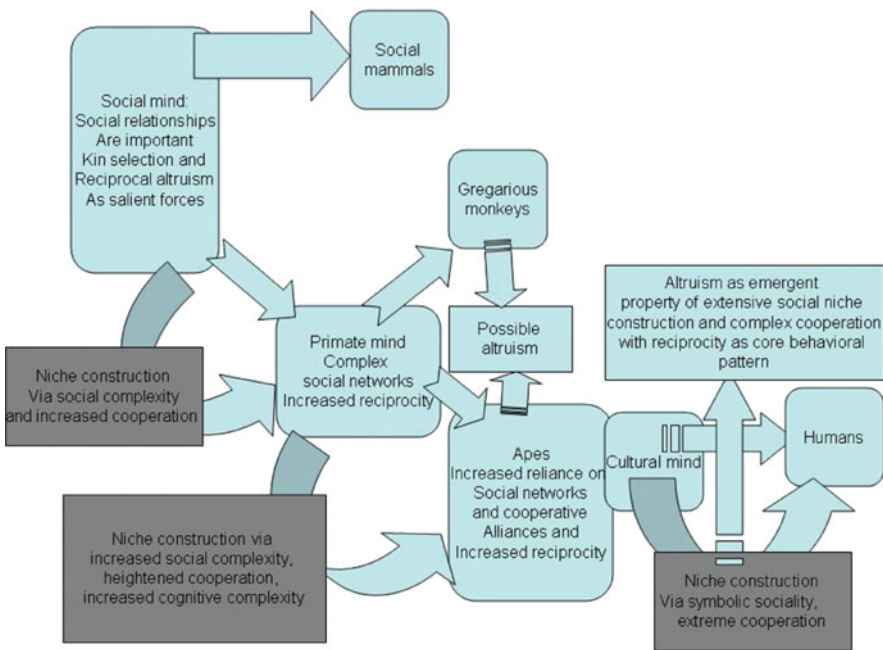 Social
mammals
Social mind:
Social relationships
Are important
Kin selection and
Reciprocal altruism
As salient forces
Gregarious
monkeys
Altruism as emergent
property of extensive social niche
construction and complex cooperation
with reciprocity as core behavioral
pattern
Possible
altruism
Primate mind
Complex
social networks
Increased reciprocity
Niche construction
Via social complexity
and increased cooperation
Apes
Increased reliance on
Social networks
and cooperative
Alliances and
Increased reciprocity
Cultural mind
Humans
Niche construction via
increased social complexity,
heightened cooperation,
increased cognitive complexity
Niche construction
Via symbolic sociality,
extreme cooperation